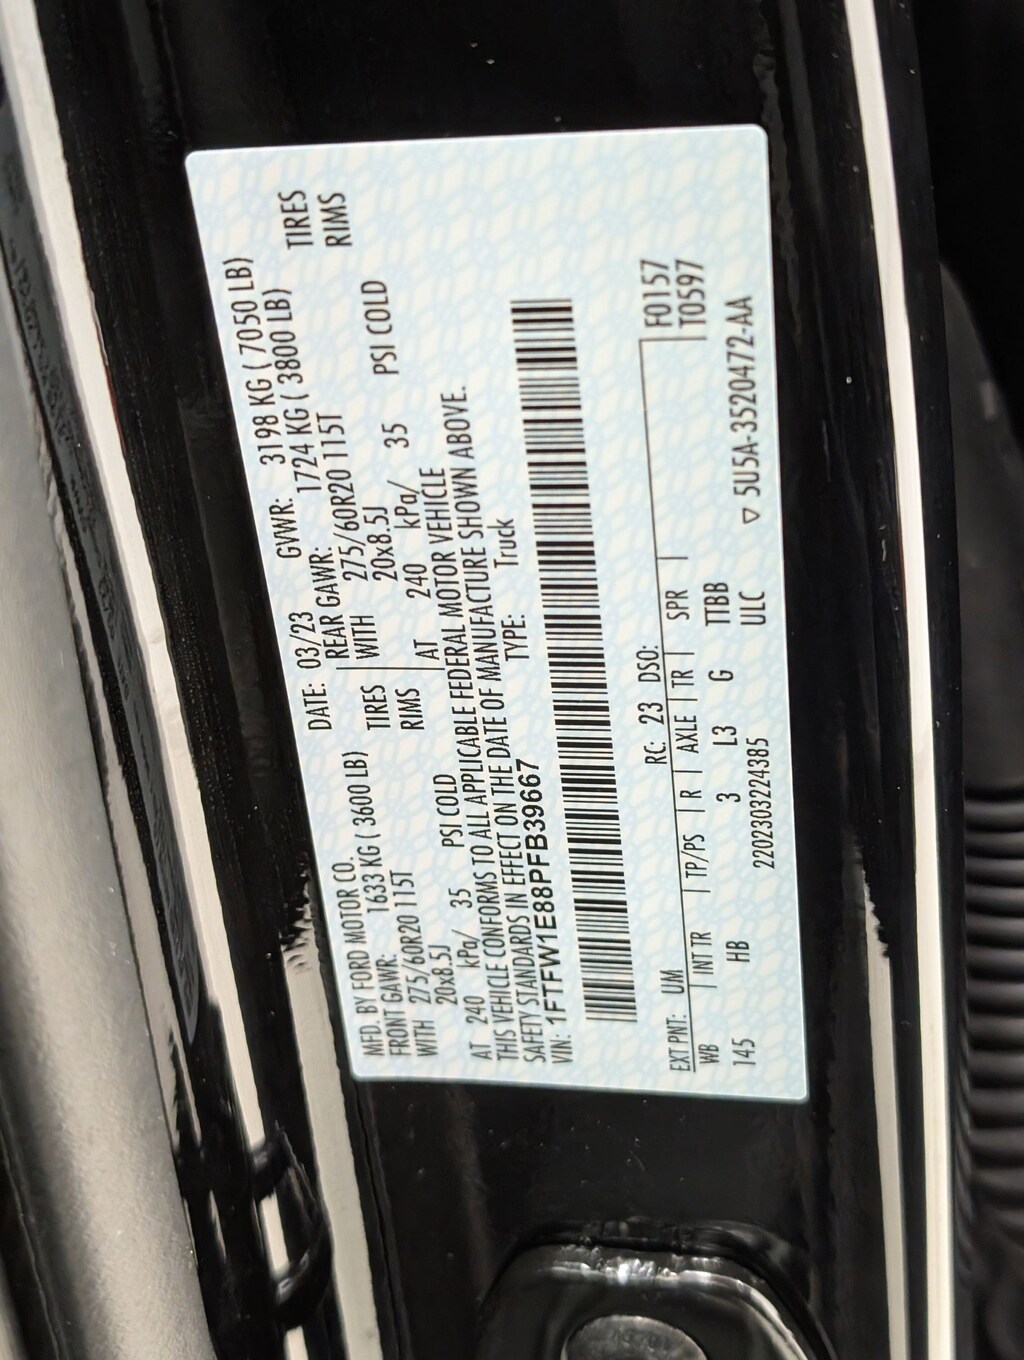 MFD. BY FORD MOTOR CO. DATE: 03/23 GVWR: 3198 KG ( 7050 LB)
FRONT GAWR: 1633 KG ( 3600 LB) REAR GAWR: 1724 KG ( 3800 LB)
WITH 275/60R20 115T TIRES WITH 275/60R20 115T TIRES
20x8.5J RIMS 20x8.5J RIMS
AT 240 kPa/ 35 PSI COLD AT 240 kPa/ 35 PSI COLD
THIS VEHICLE CONFORMS TO ALL APPLICABLE FEDERAL MOTOR VEHICLE
SAFETY STANDARDS IN EFFECT ON THE DATE OF MANUFACTURE SHOWN ABOVE.
VIN: 1FTFW1E88PFB39667 TYPE: Truck
EXT PNT: UM RC: 23 DSO: F0157
WB INT TR TP/PS R AXLE TR SPR T0597
145 HB 3 L3 G TTBB
2202303224385 ULC ▽ 5U5A-3520472-AA